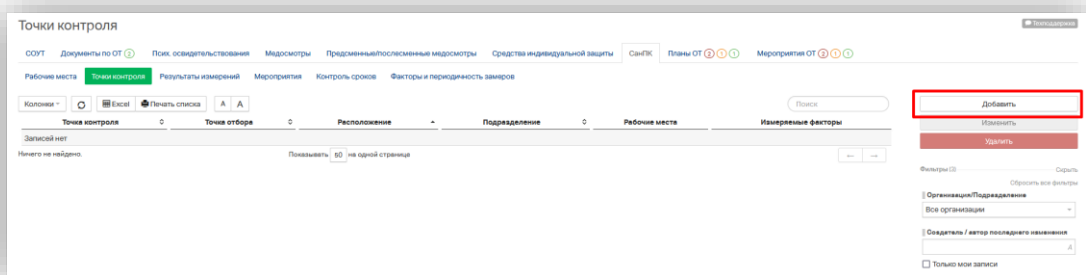 Точки контроля
Техподдержка
СОУТ Документы по ОТ 2 Псих. освидетельствования Медосмотры Предсменные/послесменные медосмотры Средства индивидуальной защиты СанПК Планы ОТ 2 1 1 Мероприятия ОТ 2 1 1
Рабочие места Точки контроля Результаты измерений Мероприятия Контроль сроков Факторы и периодичность замеров
Колонки Excel Печать списка A A Поиск
Добавить
Точка контроля Точка отбора Расположение Подразделение Рабочие места Измеряемые факторы
Изменить
Записей нет
Удалить
Ничего не найдено. Показывать 50 на одной странице ← →
Фильтры (3) Скрыть
Сбросить все фильтры
Организация/Подразделение
Все организации
Создатель / автор последнего изменения
Только мои записи